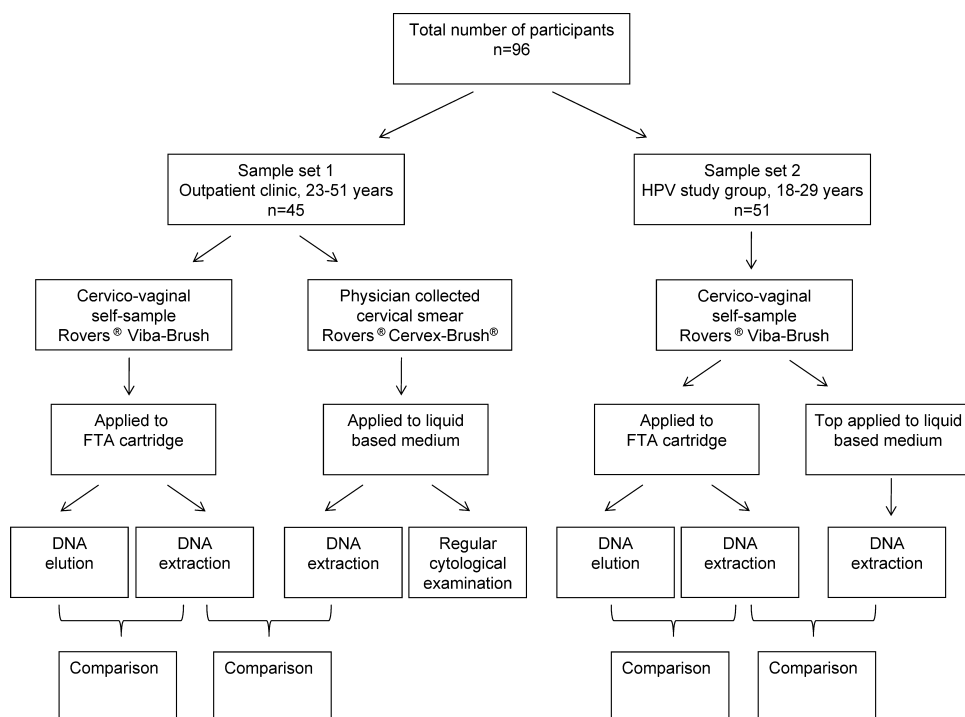 Total number of participants
n=96
Sample set 1
Outpatient clinic, 23-51 years
n=45
Sample set 2
HPV study group, 18-29 years
n=51
Cervico-vaginal
self-sample
Rovers® Viba-Brush
Physician collected
cervical smear
Rovers® Cervex-Brush®
Cervico-vaginal
self-sample
Rovers® Viba-Brush
Applied to
FTA cartridge
Applied to liquid
based medium
Applied to
FTA cartridge
Top applied to liquid
based medium
DNA
elution
DNA
extraction
DNA
extraction
Regular
cytological
examination
DNA
elution
DNA
extraction
DNA
extraction
Comparison
Comparison
Comparison
Comparison